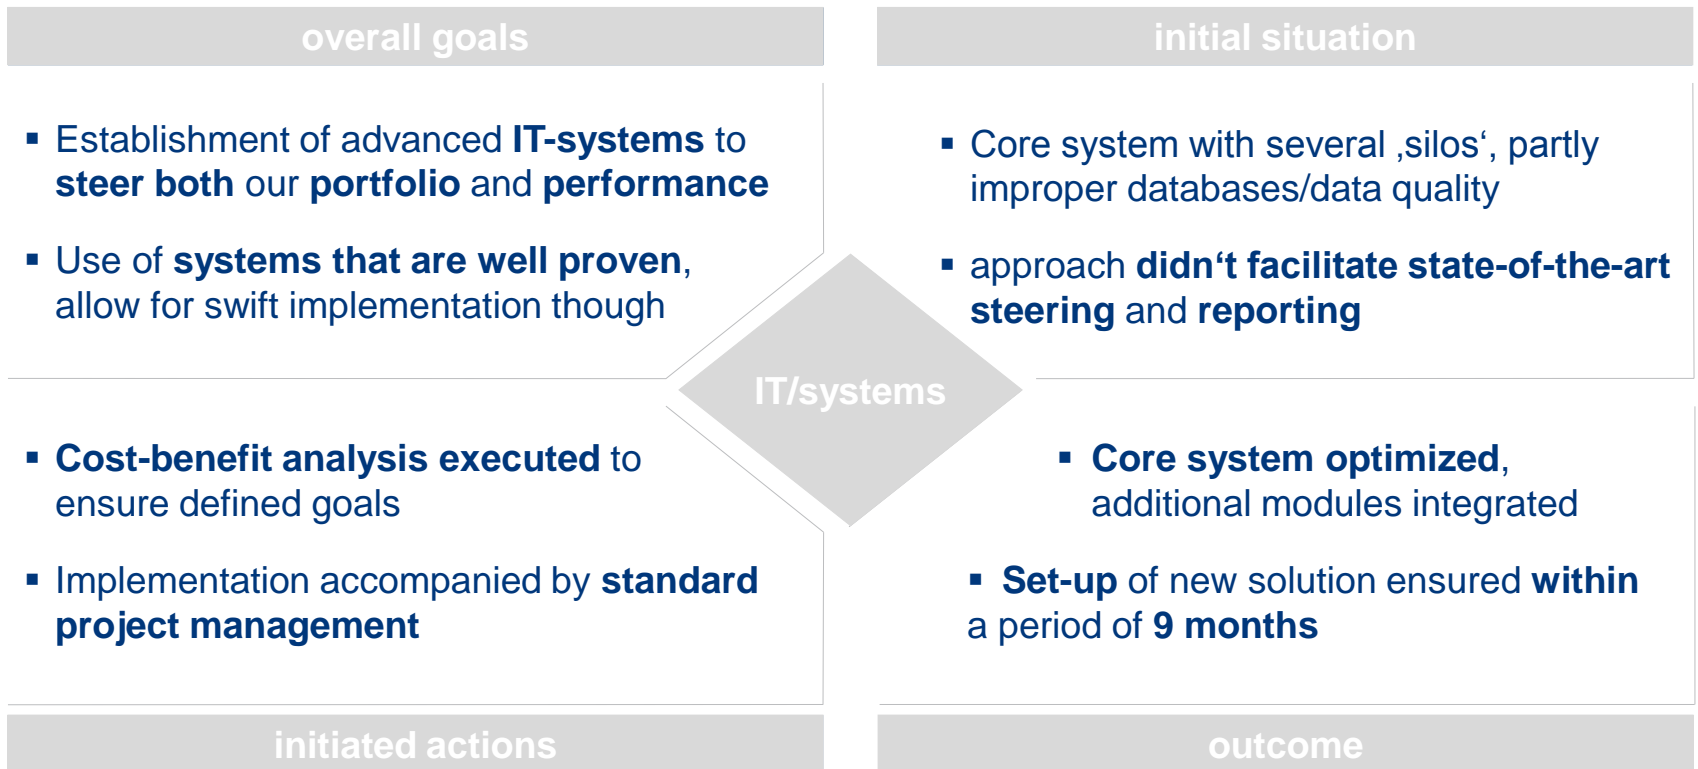 overall goals
▪ Establishment of advanced IT-systems to
steer both our portfolio and performance
▪ Use of systems that are well proven,
allow for swift implementation though
initial situation
▪ Core system with several ‚silos‘, partly
improper databases/data quality
▪ approach didn‘t facilitate state-of-the-art
steering and reporting
IT/systems
▪ Cost-benefit analysis executed to
ensure defined goals
▪ Implementation accompanied by standard
project management
initiated actions
▪ Core system optimized,
additional modules integrated
▪ Set-up of new solution ensured within
a period of 9 months
outcome